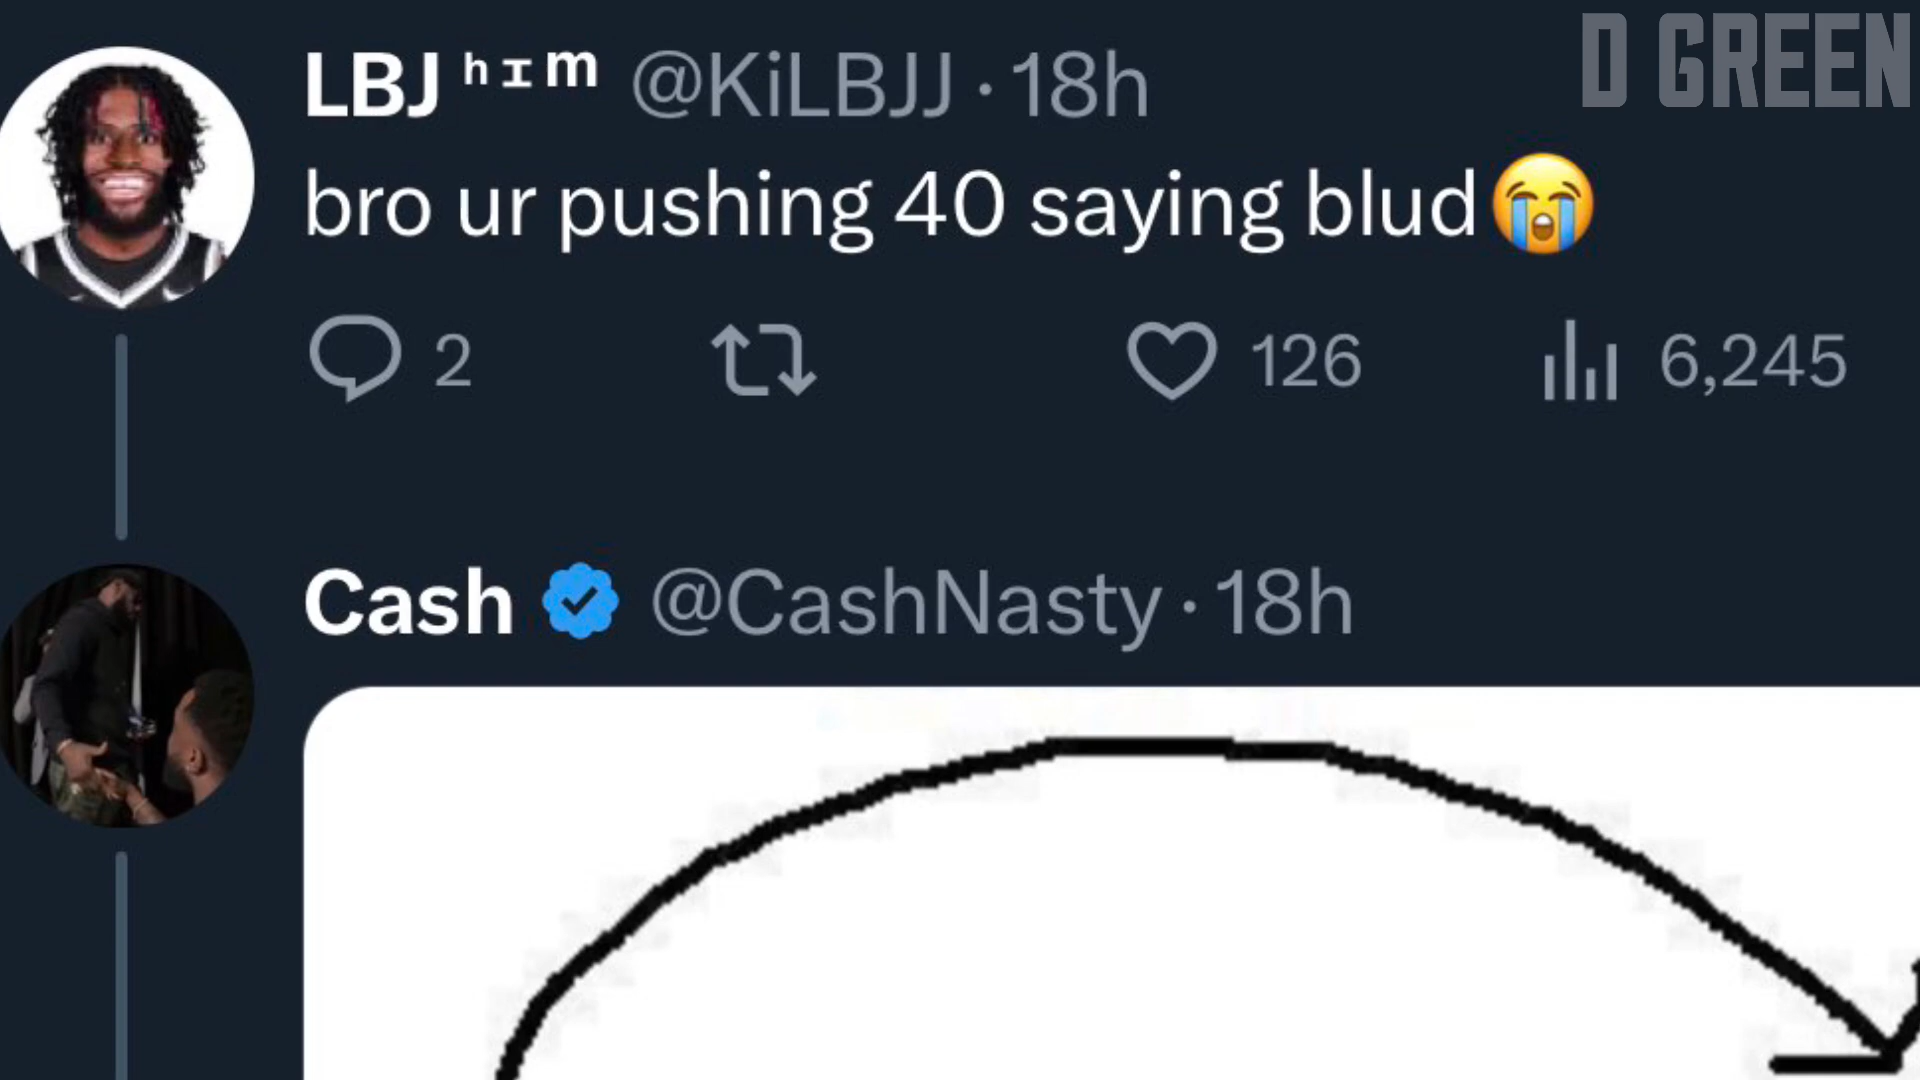 D GREEN
LBJ ʰɪᵐ @KiLBJJ · 18h
bro ur pushing 40 saying blud😭
2 126 6,245
Cash @CashNasty · 18h